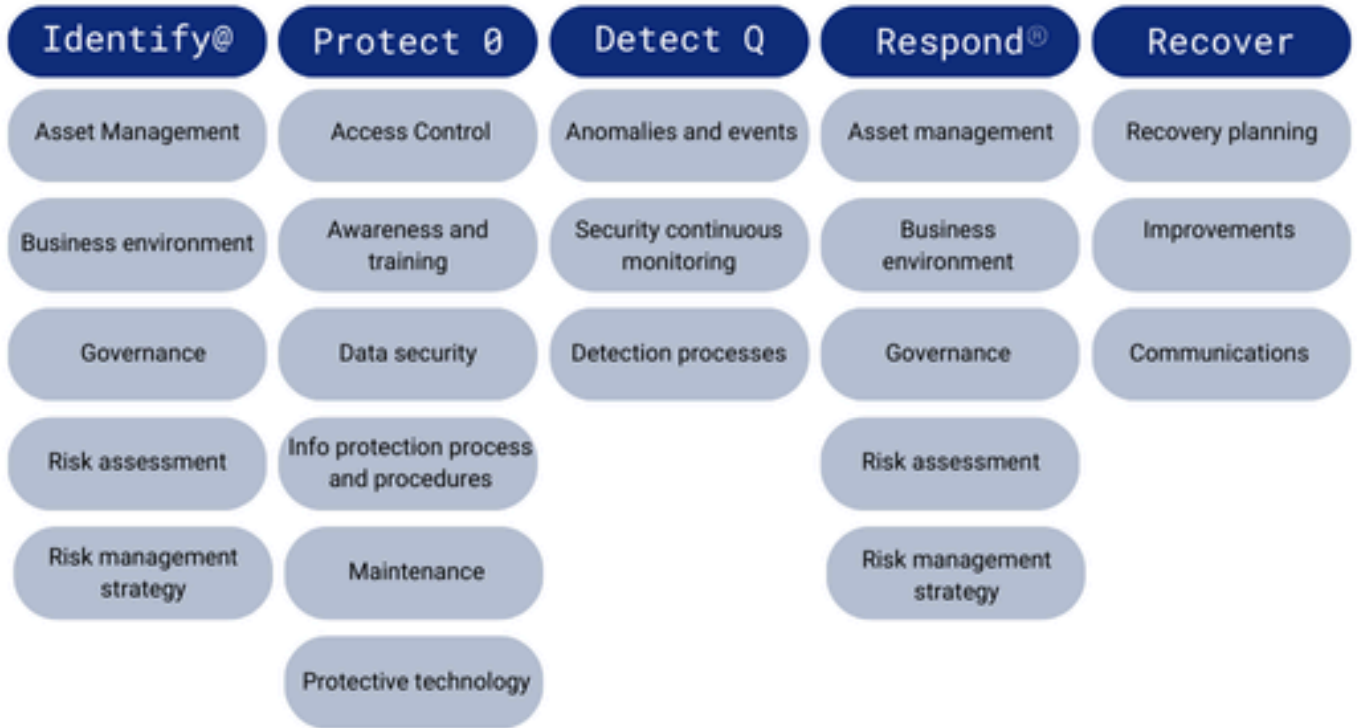 Identify@
Protect 0
Detect Q
Respond®
Recover
Asset Management
Access Control
Anomalies and events
Asset management
Recovery planning
Business environment
Awareness and
training
Security continuous
monitoring
Business
environment
Improvements
Governance
Data security
Detection processes
Governance
Communications
Risk assessment
Info protection process
and procedures
Risk assessment
Risk management
strategy
Maintenance
Risk management
strategy
Protective technology